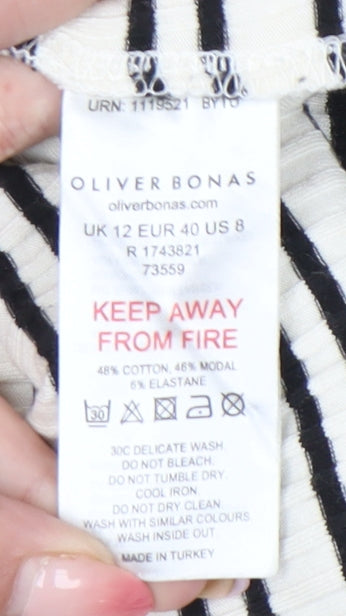 URN: 1119521 BYTU
OLIVER BONAS
oliverbonas.com
UK 12 EUR 40 US 8
R 1743821
73559
KEEP AWAY
FROM FIRE
48% COTTON, 46% MODAL
6% ELASTANE
30
30C DELICATE WASH.
DO NOT BLEACH.
DO NOT TUMBLE DRY.
COOL IRON.
DO NOT DRY CLEAN.
WASH WITH SIMILAR COLOURS.
WASH INSIDE OUT.
MADE IN TURKEY